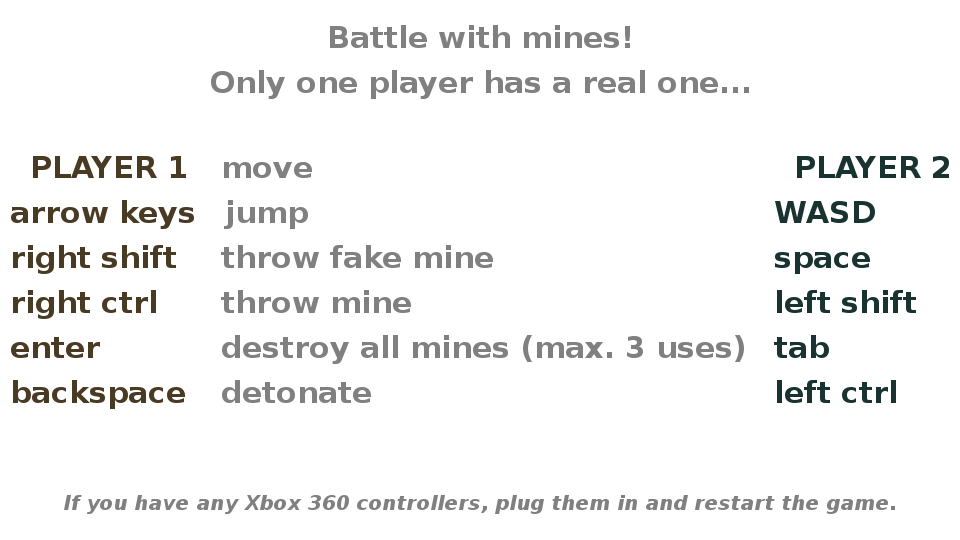 Battle with mines!
Only one player has a real one...
PLAYER 1 move PLAYER 2
arrow keys jump WASD
right shift throw fake mine space
right ctrl throw mine left shift
enter destroy all mines (max. 3 uses) tab
backspace detonate left ctrl
If you have any Xbox 360 controllers, plug them in and restart the game.